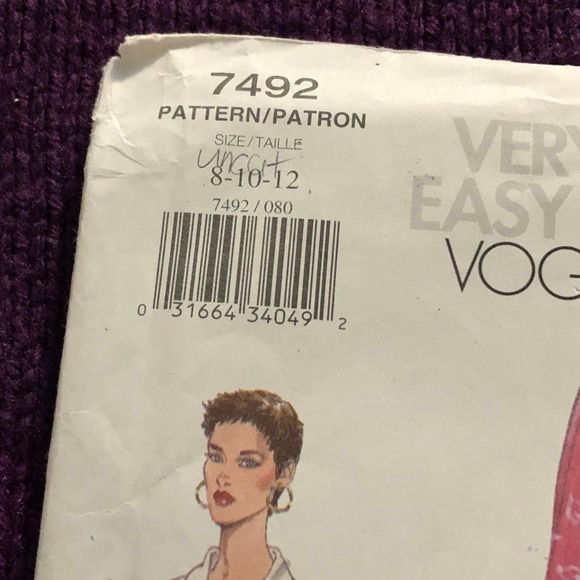 7492
PATTERN/PATRON
SIZE/TAILLE
uncut
8-10-12
7492/080
0 31664 34049 2
VERY
EASY
VOG